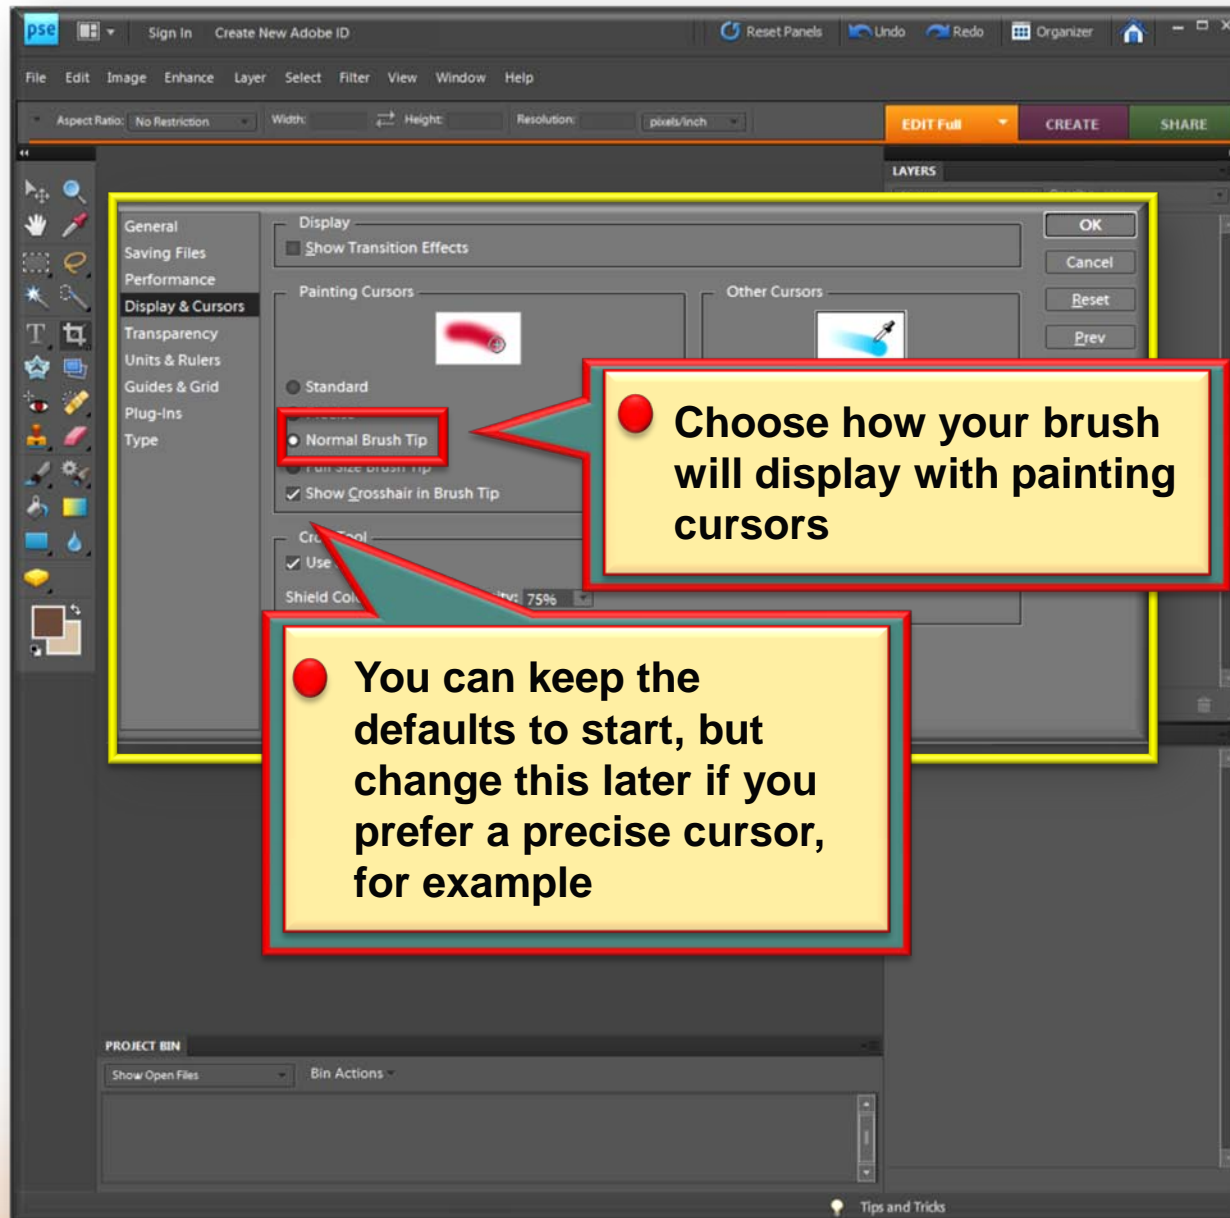 pse Sign In Create New Adobe ID Reset Panels Undo Redo Organizer
File Edit Image Enhance Layer Select Filter View Window Help
Aspect Ratio: No Restriction Width: Height: Resolution: pixels/inch EDIT Full CREATE SHARE
LAYERS
General
Saving Files
Performance
Display & Cursors
Transparency
Units & Rulers
Guides & Grid
Plug-Ins
Type
Display
Show Transition Effects
Painting Cursors
Other Cursors
OK
Cancel
Reset
Prev
Standard
Normal Brush Tip
Full Size Brush Tip
Show Crosshair in Brush Tip
Choose how your brush
will display with painting
cursors
Tool
Use
Shield 75%
You can keep the
defaults to start, but
change this later if you
prefer a precise cursor,
for example
PROJECT BIN
Show Open Files Bin Actions
Tips and Tricks